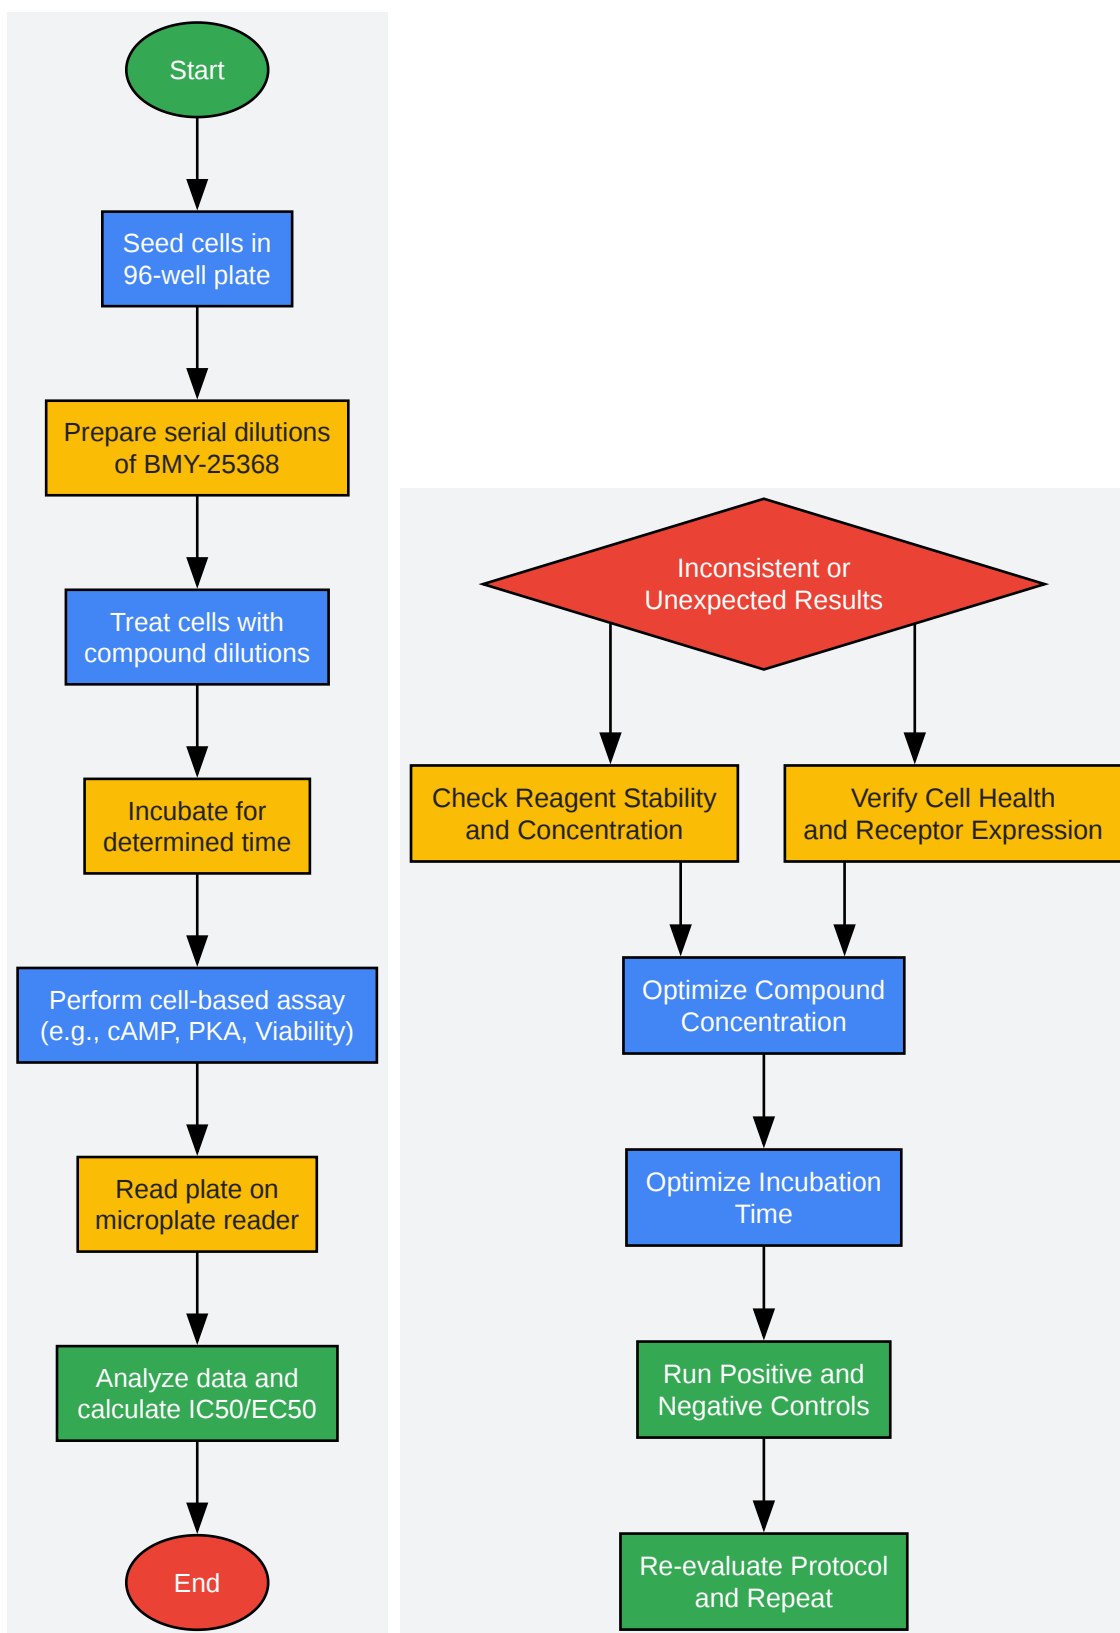 Start
Seed cells in
96-well plate
Prepare serial dilutions
of BMY-25368
Treat cells with
compound dilutions
Incubate for
determined time
Perform cell-based assay
(e.g., cAMP, PKA, Viability)
Read plate on
microplate reader
Analyze data and
calculate IC50/EC50
End
Inconsistent or
Unexpected Results
Check Reagent Stability
and Concentration
Verify Cell Health
and Receptor Expression
Optimize Compound
Concentration
Optimize Incubation
Time
Run Positive and
Negative Controls
Re-evaluate Protocol
and Repeat